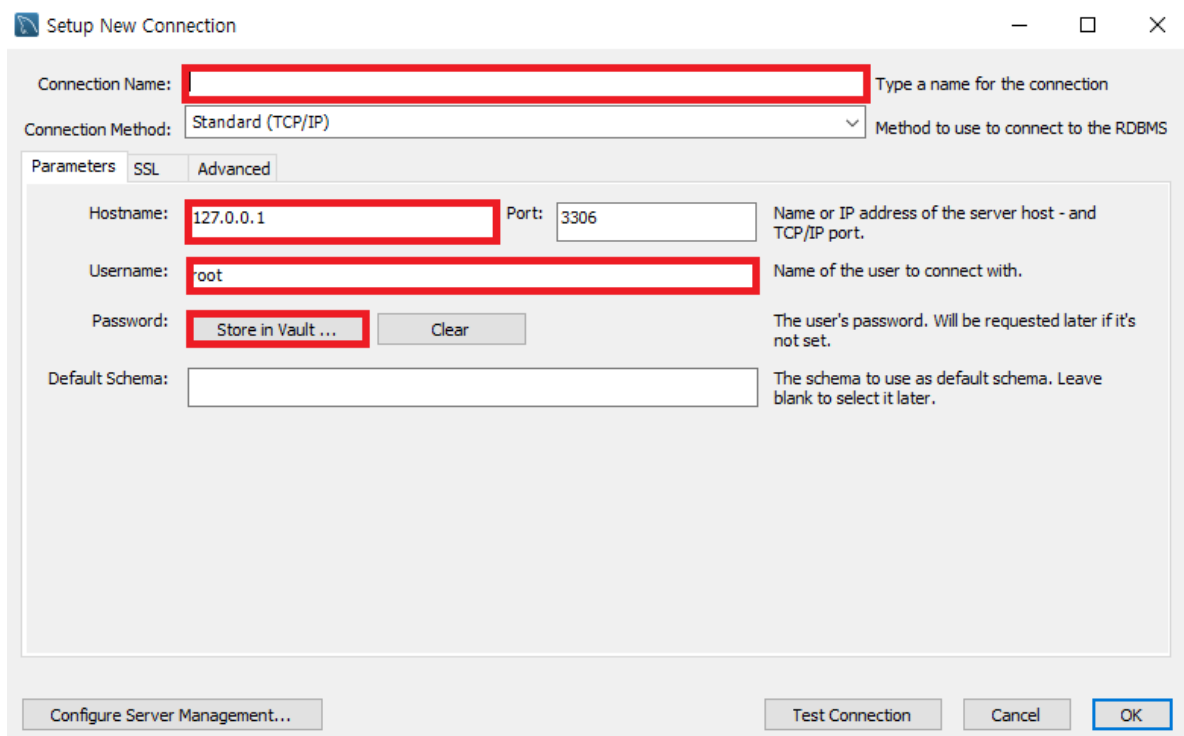 Setup New Connection
Connection Name:
Type a name for the connection
Connection Method:
Standard (TCP/IP)
Method to use to connect to the RDBMS
Parameters
SSL
Advanced
Hostname:
127.0.0.1
Port:
3306
Name or IP address of the server host - and
TCP/IP port.
Username:
root
Name of the user to connect with.
Password:
Store in Vault ...
Clear
The user's password. Will be requested later if it's
not set.
Default Schema:
The schema to use as default schema. Leave
blank to select it later.
Configure Server Management...
Test Connection
Cancel
OK